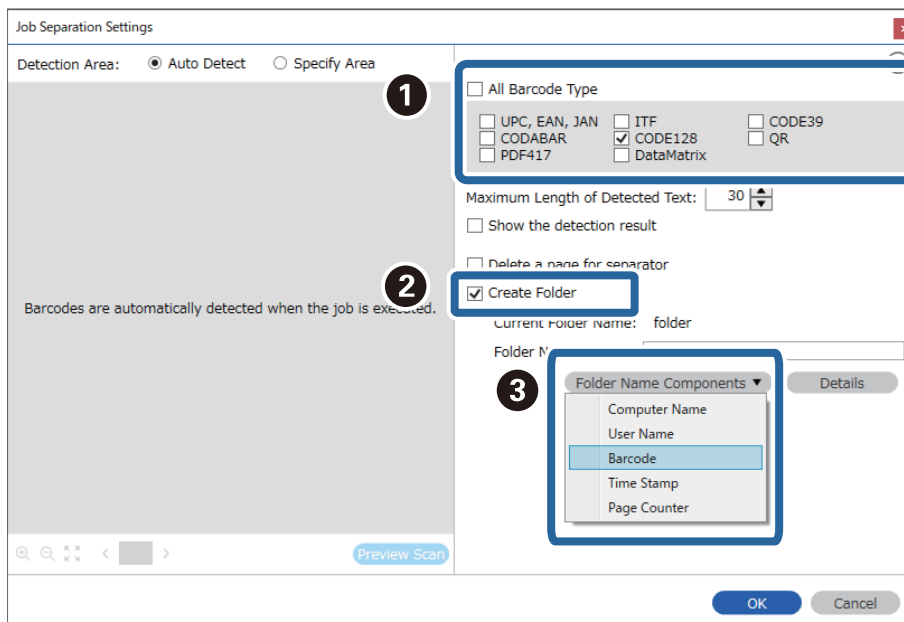 Job Separation Settings
Detection Area: Auto Detect Specify Area
1
All Barcode Type
UPC, EAN, JAN ITF CODE39
CODABAR CODE128 QR
PDF417 DataMatrix
Maximum Length of Detected Text: 30
Show the detection result
Delete a page for separator
2
Create Folder
Barcodes are automatically detected when the job is executed.
Current Folder Name: folder
Folder
3
Folder Name Components Details
Computer Name
User Name
Barcode
Time Stamp
Page Counter
Preview Scan
OK Cancel